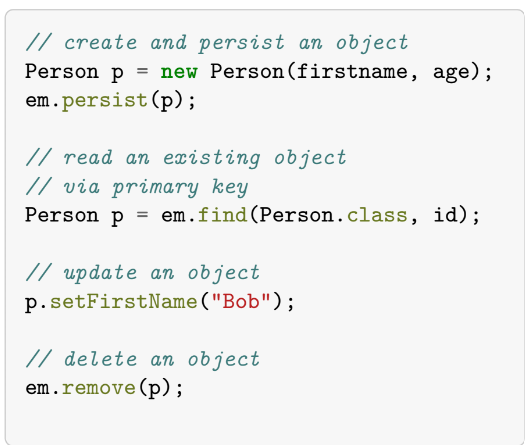 // create and persist an object
Person p = new Person(firstname, age);
em.persist(p);
// read an existing object
// via primary key
Person p = em.find(Person.class, id);
// update an object
p.setFirstName("Bob");
// delete an object
em.remove(p);